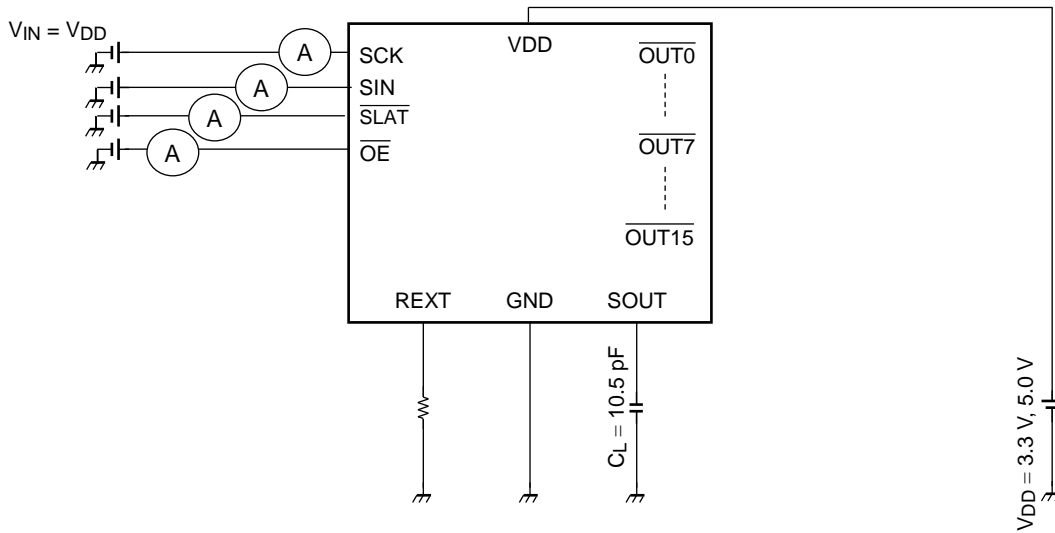 VIN = VDD
A
A
A
A
SCK
SIN
SLAT
OE
VDD
OUT0
OUT7
OUT15
REXT
GND
SOUT
CL = 10.5 pF
VDD = 3.3 V, 5.0 V